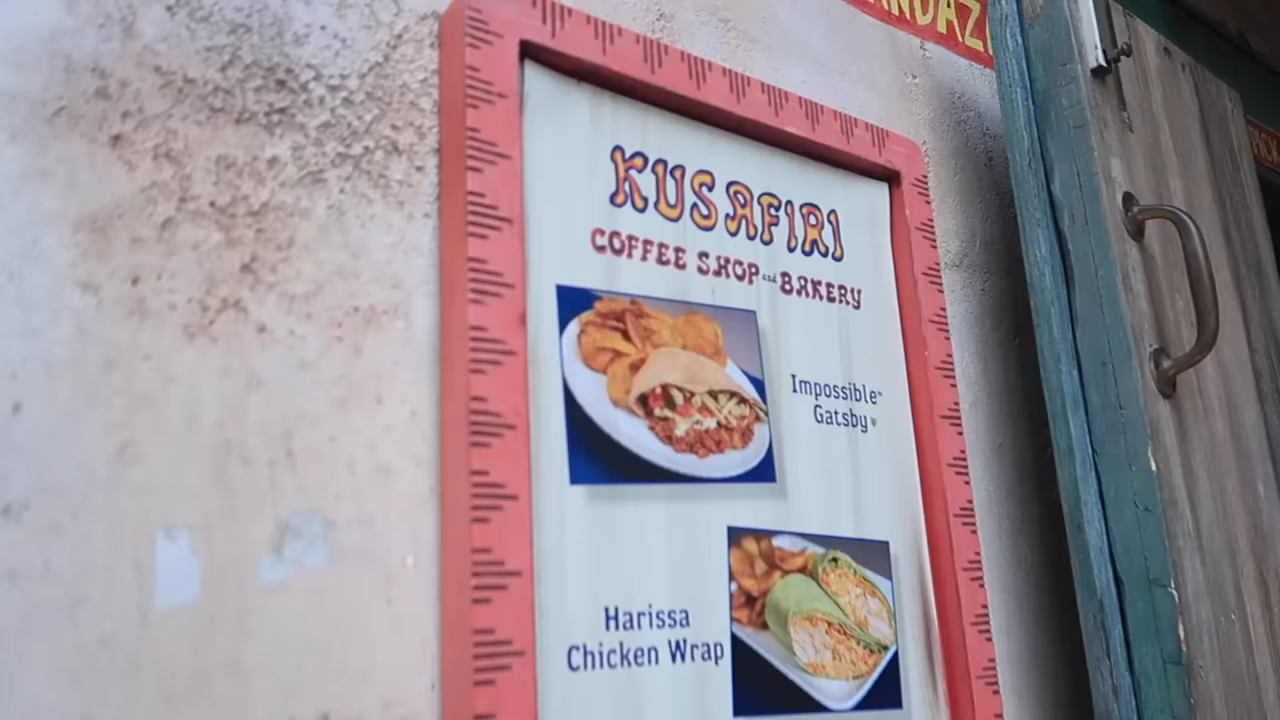 KUSAFIRI
COFFEE SHOP and BAKERY
Impossible™
Gatsby
Harissa
Chicken Wrap